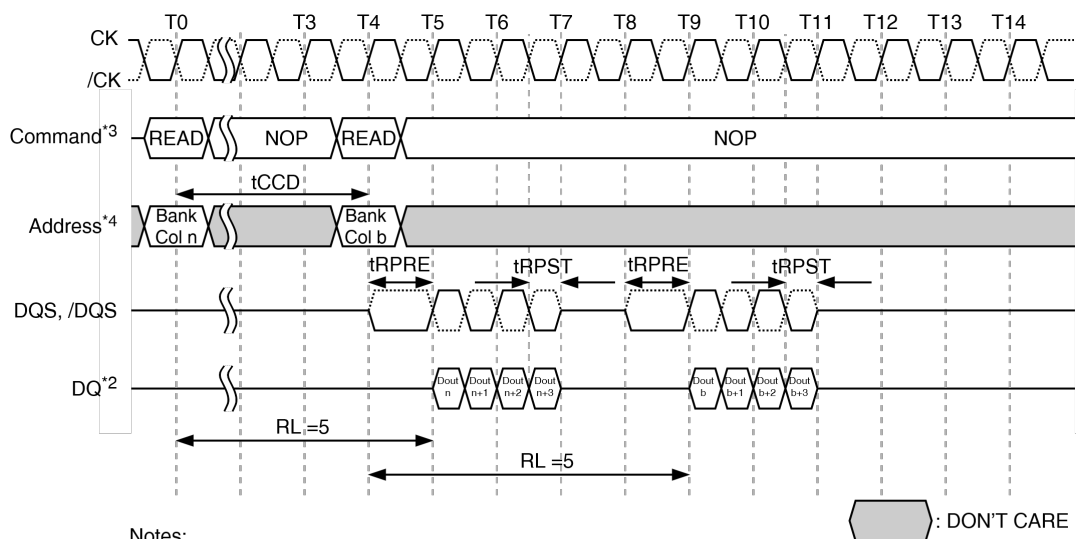 T0 T3 T4 T5 T6 T7 T8 T9 T10 T11 T12 T13 T14
CK
/CK
Command*3 READ NOP READ NOP
tCCD
Address*4 Bank Col n Bank Col b
tRPRE tRPST tRPRE tRPST
DQS, /DQS
DQ*2 Dout n Dout n+1 Dout n+2 Dout n+3 Dout b Dout b+1 Dout b+2 Dout b+3
RL =5
RL =5
: DON'T CARE
Notes: